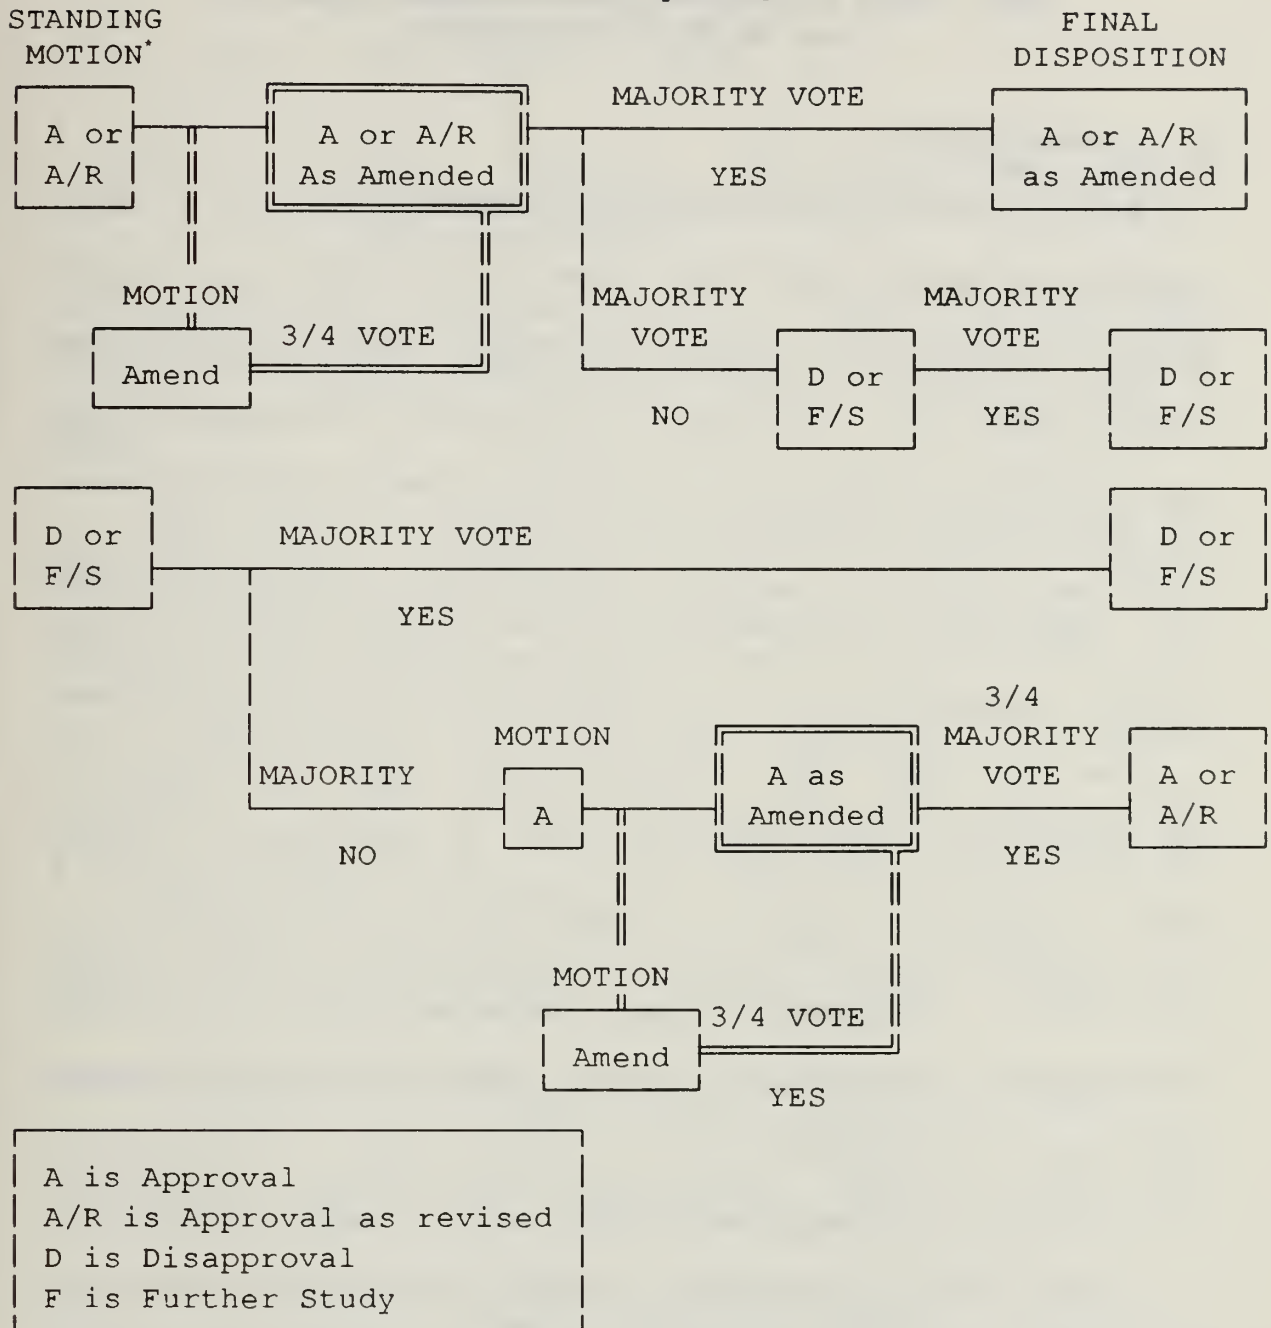 STANDING
MOTION*
FINAL
DISPOSITION
A or
A/R
A or A/R
As Amended
MAJORITY VOTE
YES
A or A/R
as Amended
MOTION
Amend
3/4 VOTE
MAJORITY
VOTE
NO
D or
F/S
MAJORITY
VOTE
YES
D or
F/S
D or
F/S
MAJORITY VOTE
YES
D or
F/S
MAJORITY
NO
MOTION
A
A as
Amended
3/4
MAJORITY
VOTE
YES
A or
A/R
MOTION
Amend
3/4 VOTE
YES
A is Approval
A/R is Approval as revised
D is Disapproval
F is Further Study